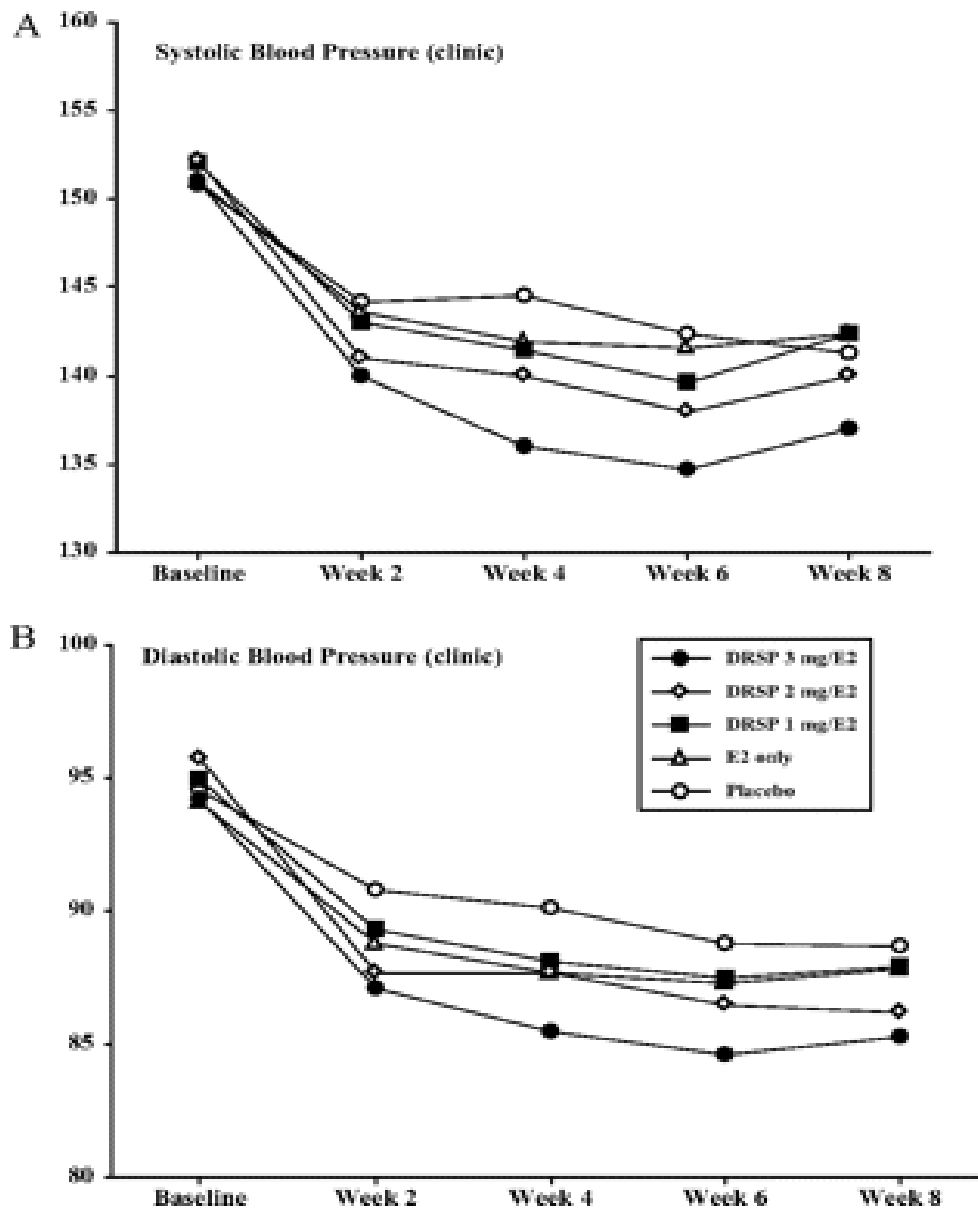 A
Systolic Blood Pressure (clinic)
160
155
150
145
140
135
130
Baseline Week 2 Week 4 Week 6 Week 8
B
Diastolic Blood Pressure (clinic)
100
95
90
85
80
DRSP 3 mg/E2
DRSP 2 mg/E2
DRSP 1 mg/E2
E2 only
Placebo
Baseline Week 2 Week 4 Week 6 Week 8